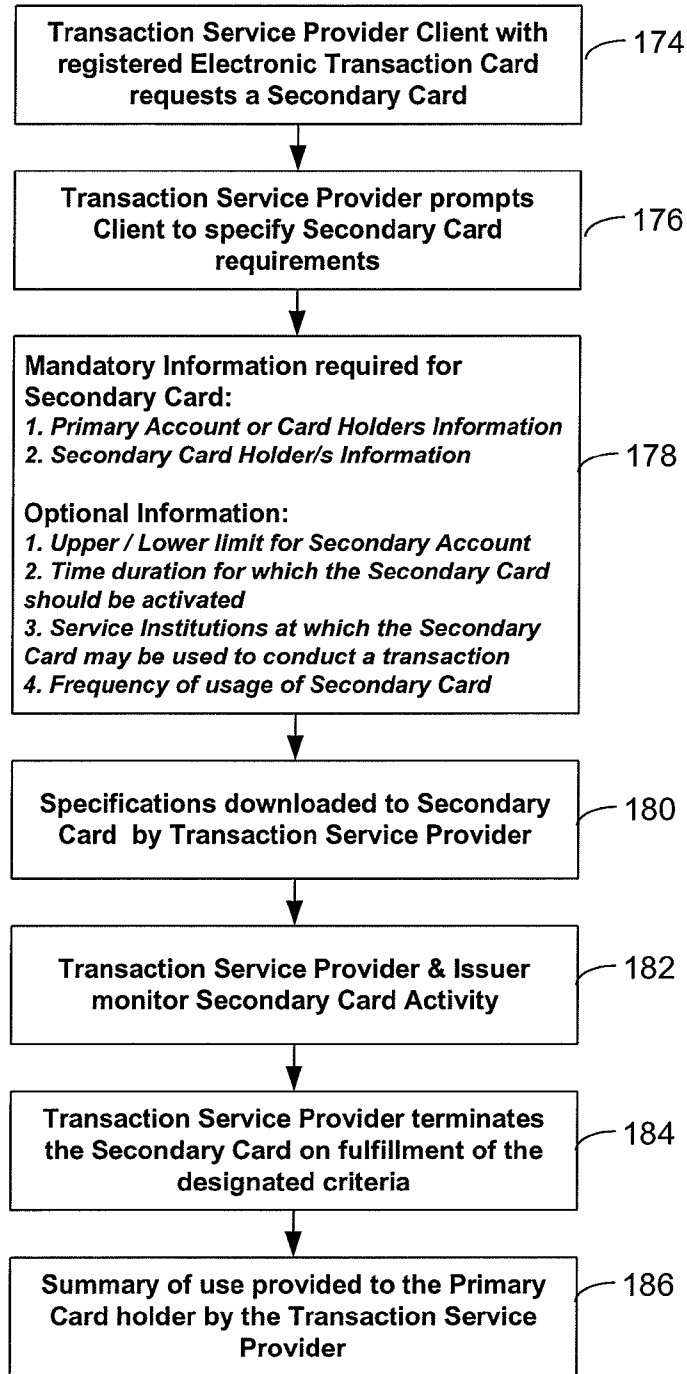 Transaction Service Provider Client with
registered Electronic Transaction Card
requests a Secondary Card
174
Transaction Service Provider prompts
Client to specify Secondary Card
requirements
176
Mandatory Information required for
Secondary Card:
1. Primary Account or Card Holders Information
2. Secondary Card Holder/s Information
178
Optional Information:
1. Upper / Lower limit for Secondary Account
2. Time duration for which the Secondary Card
should be activated
3. Service Institutions at which the Secondary
Card may be used to conduct a transaction
4. Frequency of usage of Secondary Card
Specifications downloaded to Secondary
Card by Transaction Service Provider
180
Transaction Service Provider & Issuer
monitor Secondary Card Activity
182
Transaction Service Provider terminates
the Secondary Card on fulfillment of the
designated criteria
184
Summary of use provided to the Primary
Card holder by the Transaction Service
Provider
186